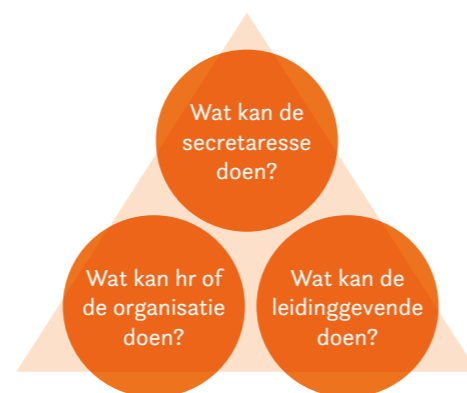 Wat kan de
secretaresse
doen?
Wat kan hr of
de organisatie
doen?
Wat kan de
leidinggevende
doen?